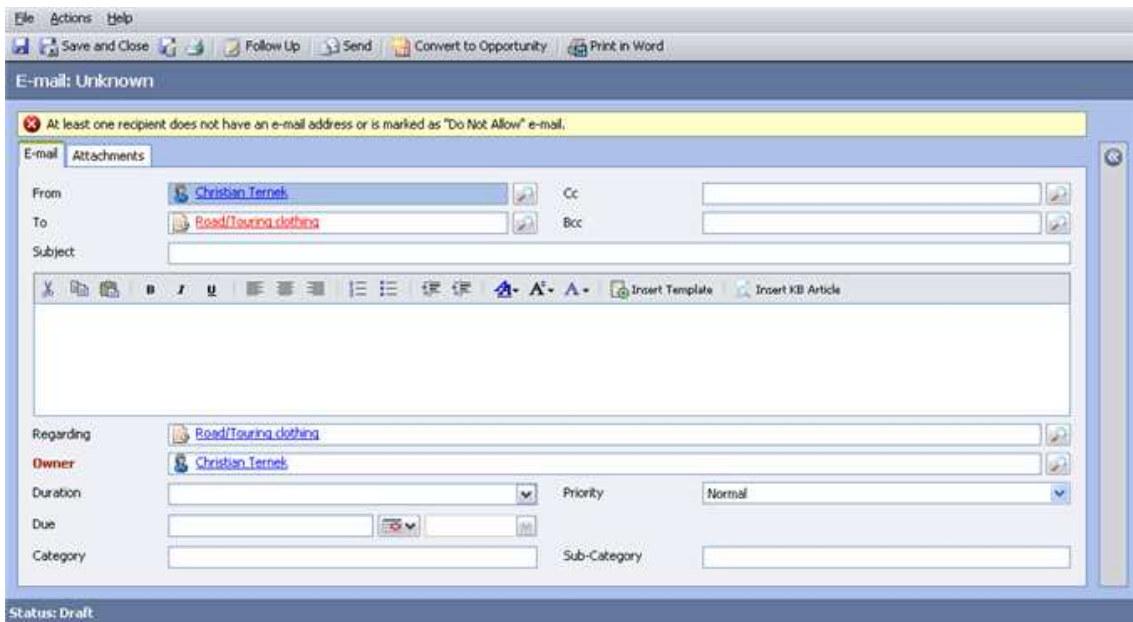 File Actions Help
Save and Close Follow Up Send Convert to Opportunity Print in Word
E-mail: Unknown
At least one recipient does not have an e-mail address or is marked as "Do Not Allow" e-mail.
E-mail Attachments
From Christian Ternek Cc
To Road/Touring clothing Bcc
Subject
B I U A A A Insert Template Insert KB Article
Regarding Road/Touring clothing
Owner Christian Ternek
Duration Priority Normal
Due
Category Sub-Category
Status: Draft